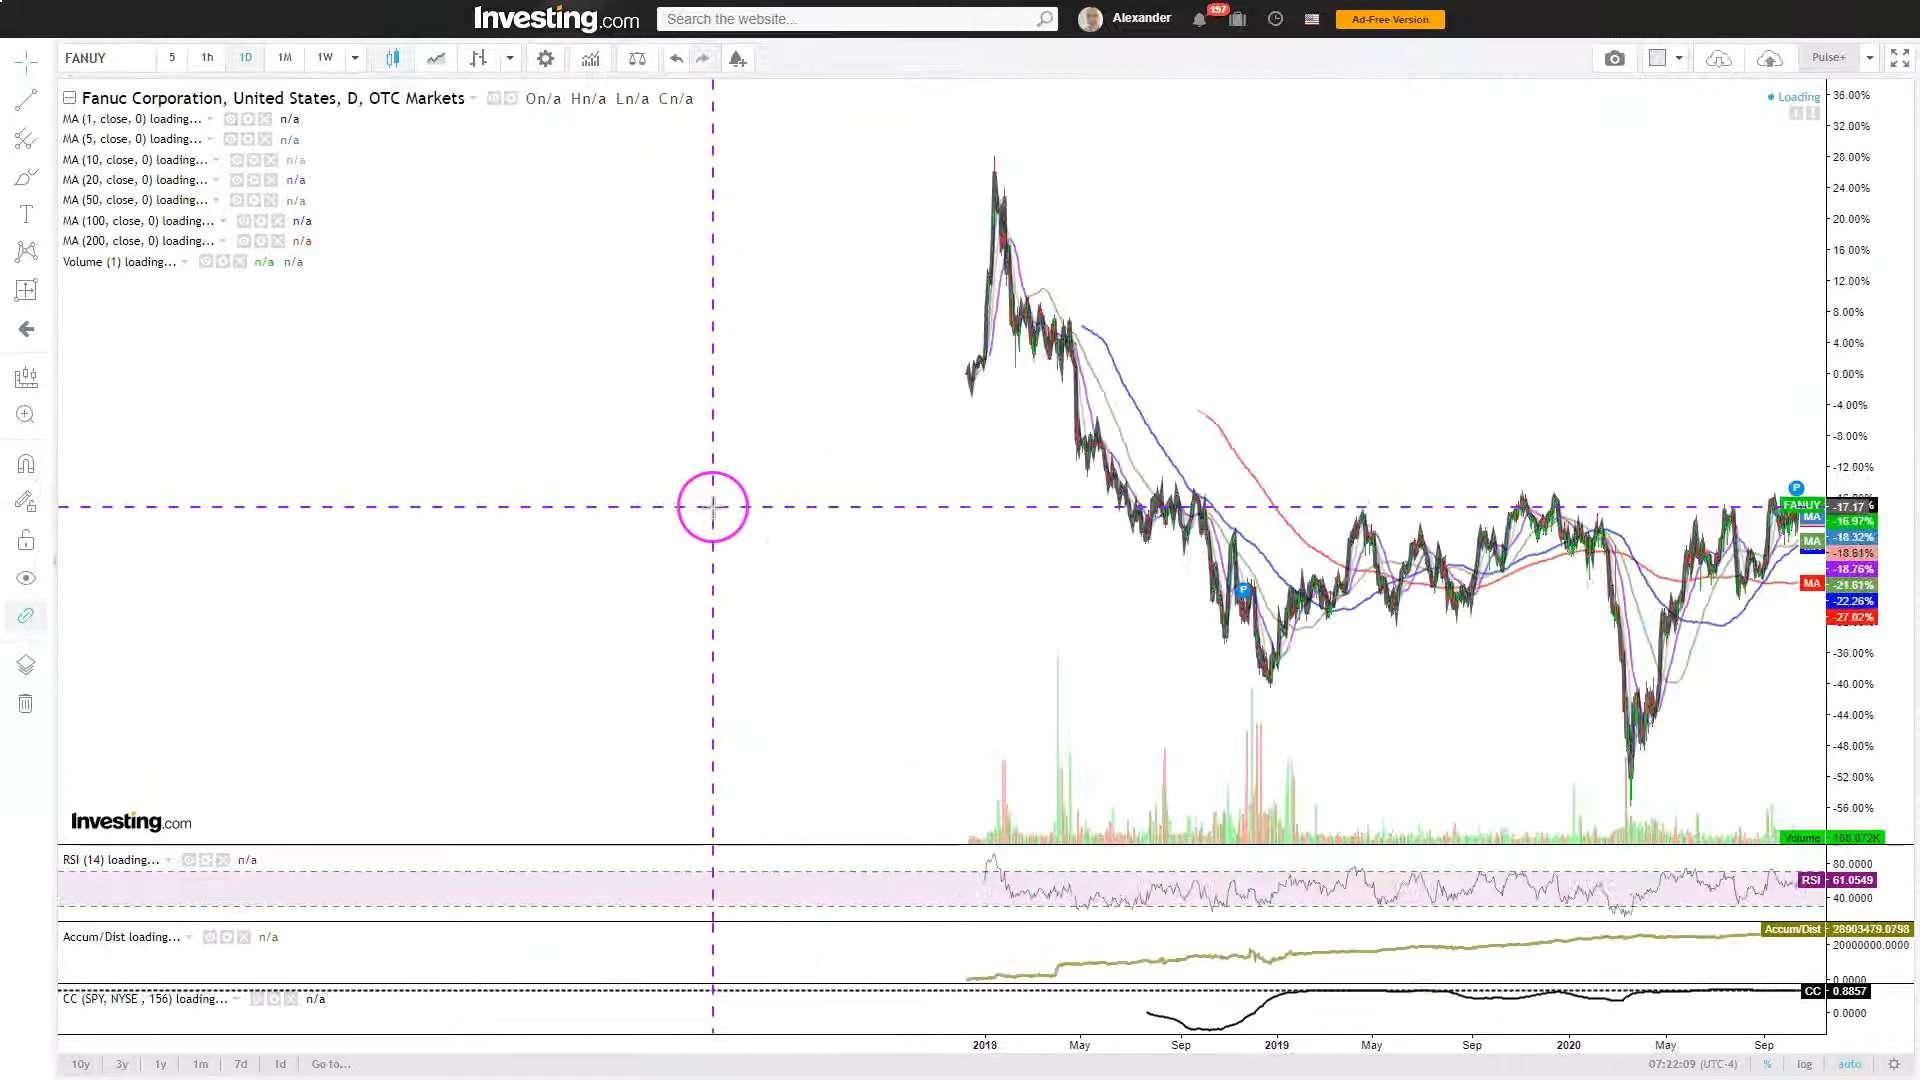 Investing.com
Search the website...
Alexander
197
Ad-Free Version
FANUY 5 1h 1D 1M 1W
Pulse+
Fanuc Corporation, United States, D, OTC Markets On/a Hn/a Ln/a Cn/a
Loading
MA (1, close, 0) loading... n/a
MA (5, close, 0) loading... n/a
MA (10, close, 0) loading... n/a
MA (20, close, 0) loading... n/a
MA (50, close, 0) loading... n/a
MA (100, close, 0) loading... n/a
MA (200, close, 0) loading... n/a
Volume (1) loading... n/a n/a
36.00%
32.00%
28.00%
24.00%
20.00%
16.00%
12.00%
8.00%
4.00%
0.00%
-4.00%
-8.00%
-12.00%
P
FANUY -17.17
MA -16.97%
-18.32%
MA -18.61%
-18.76%
-21.61%
MA -22.26%
-27.02%
P
-36.00%
-40.00%
-44.00%
-48.00%
-52.00%
-56.00%
Investing.com
Volume 168.072K
RSI (14) loading... n/a
80.0000
RSI 61.0549
40.0000
Accum/Dist loading... n/a
Accum/Dist 28903479.0798
20000000.0000
0.0000
CC (SPY, NYSE , 156) loading... n/a
CC 0.8857
0.0000
2018 May Sep 2019 May Sep 2020 May Sep
10y 3y 1y 1m 7d 1d Go to...
07:22:09 (UTC-4) % log auto